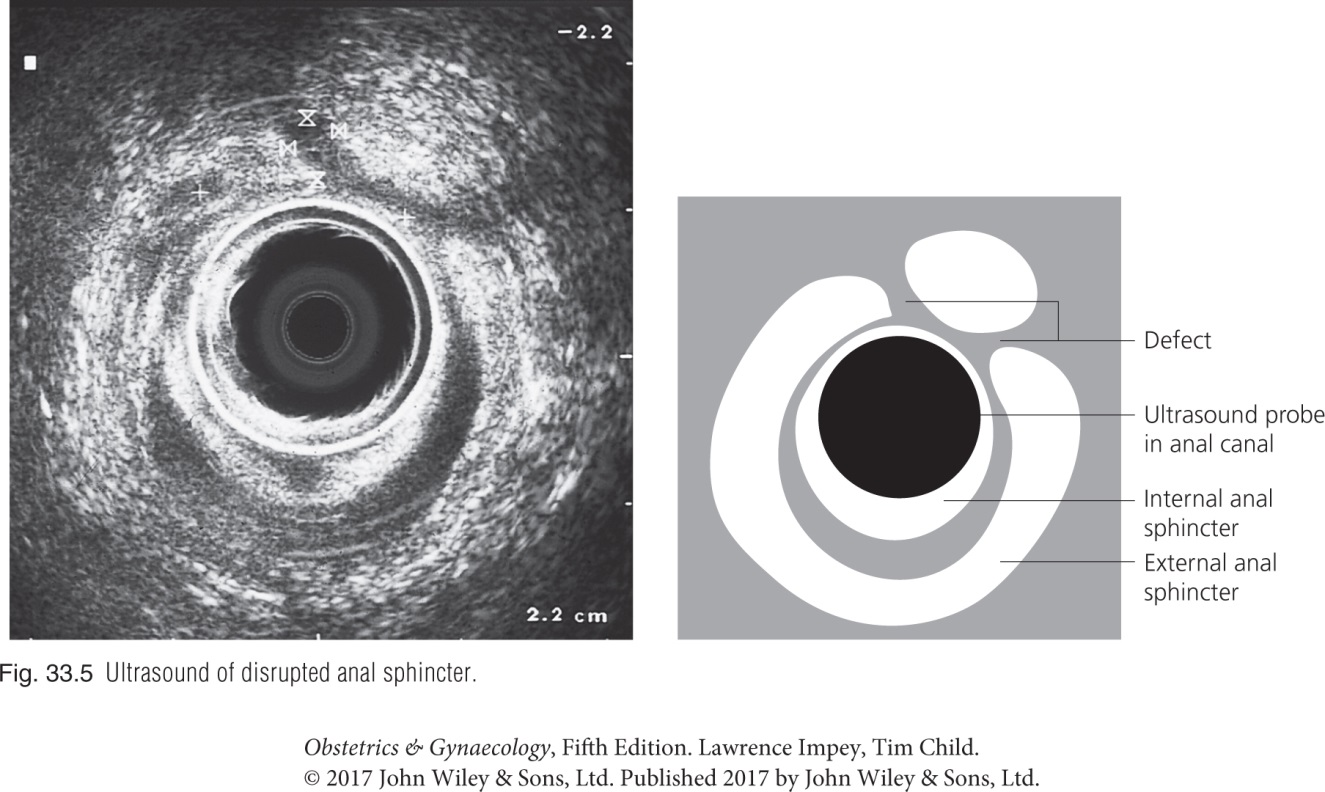 −2.2
2.2 cm
Defect
Ultrasound probe
in anal canal
Internal anal
sphincter
External anal
sphincter
Fig. 33.5 Ultrasound of disrupted anal sphincter.
Obstetrics & Gynaecology, Fifth Edition. Lawrence Impey, Tim Child.
© 2017 John Wiley & Sons, Ltd. Published 2017 by John Wiley & Sons, Ltd.